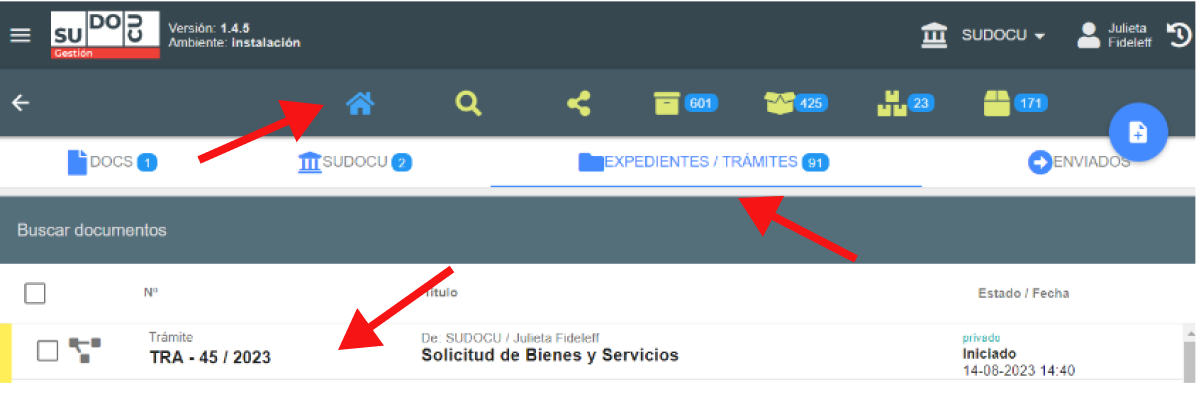 SU DO CU
Gestión
Versión: 1.4.5
Ambiente: instalación
SUDOCU
Julieta
Fideleff
601
425
23
171
DOCS 1
SUDOCU 2
EXPEDIENTES / TRÁMITES 91
ENVIADOS
Buscar documentos
Nº
Título
Estado / Fecha
Trámite
TRA - 45 / 2023
De: SUDOCU / Julieta Fideleff
Solicitud de Bienes y Servicios
privado
Iniciado
14-08-2023 14:40